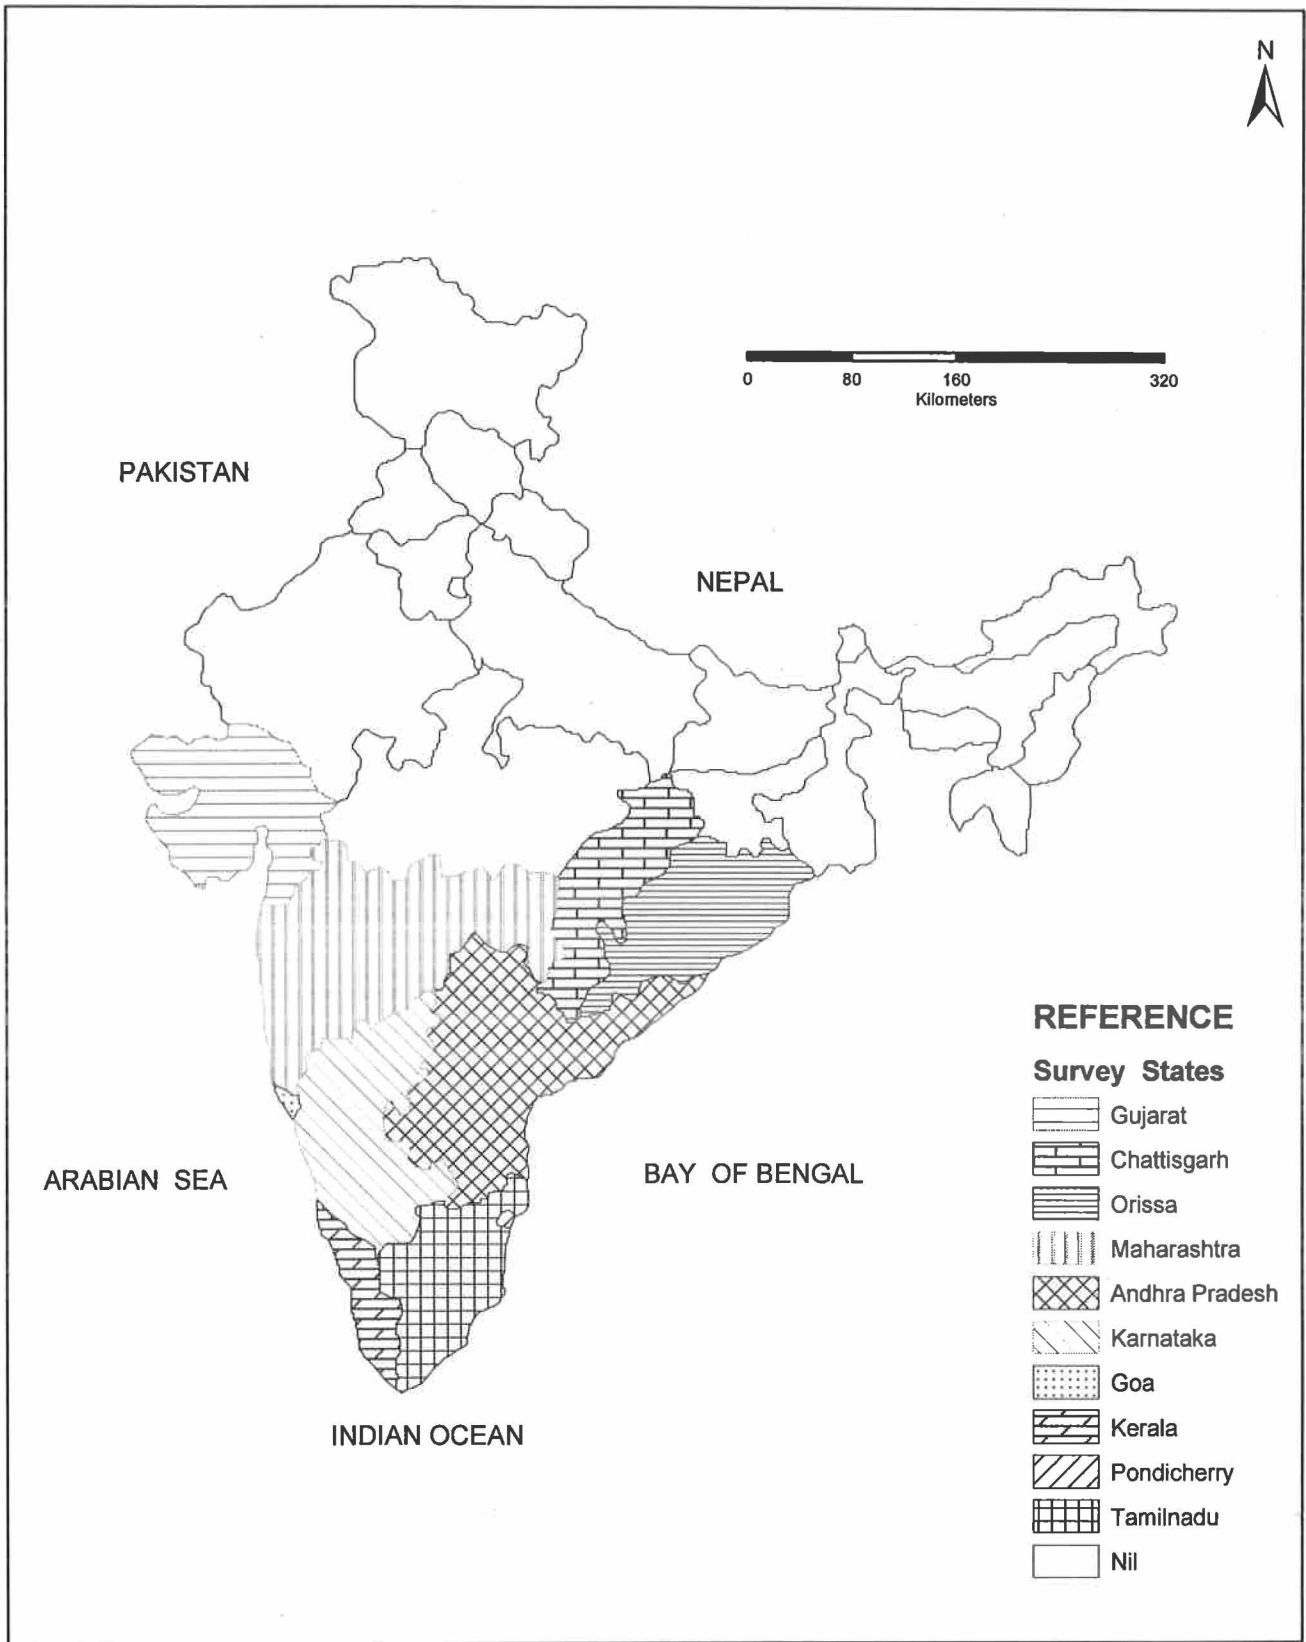 N
0 80 160 320
Kilometers
PAKISTAN
NEPAL
ARABIAN SEA
BAY OF BENGAL
INDIAN OCEAN
REFERENCE
Survey States
Gujarat
Chattisgarh
Orissa
Maharashtra
Andhra Pradesh
Karnataka
Goa
Kerala
Pondicherry
Tamilnadu
Nil